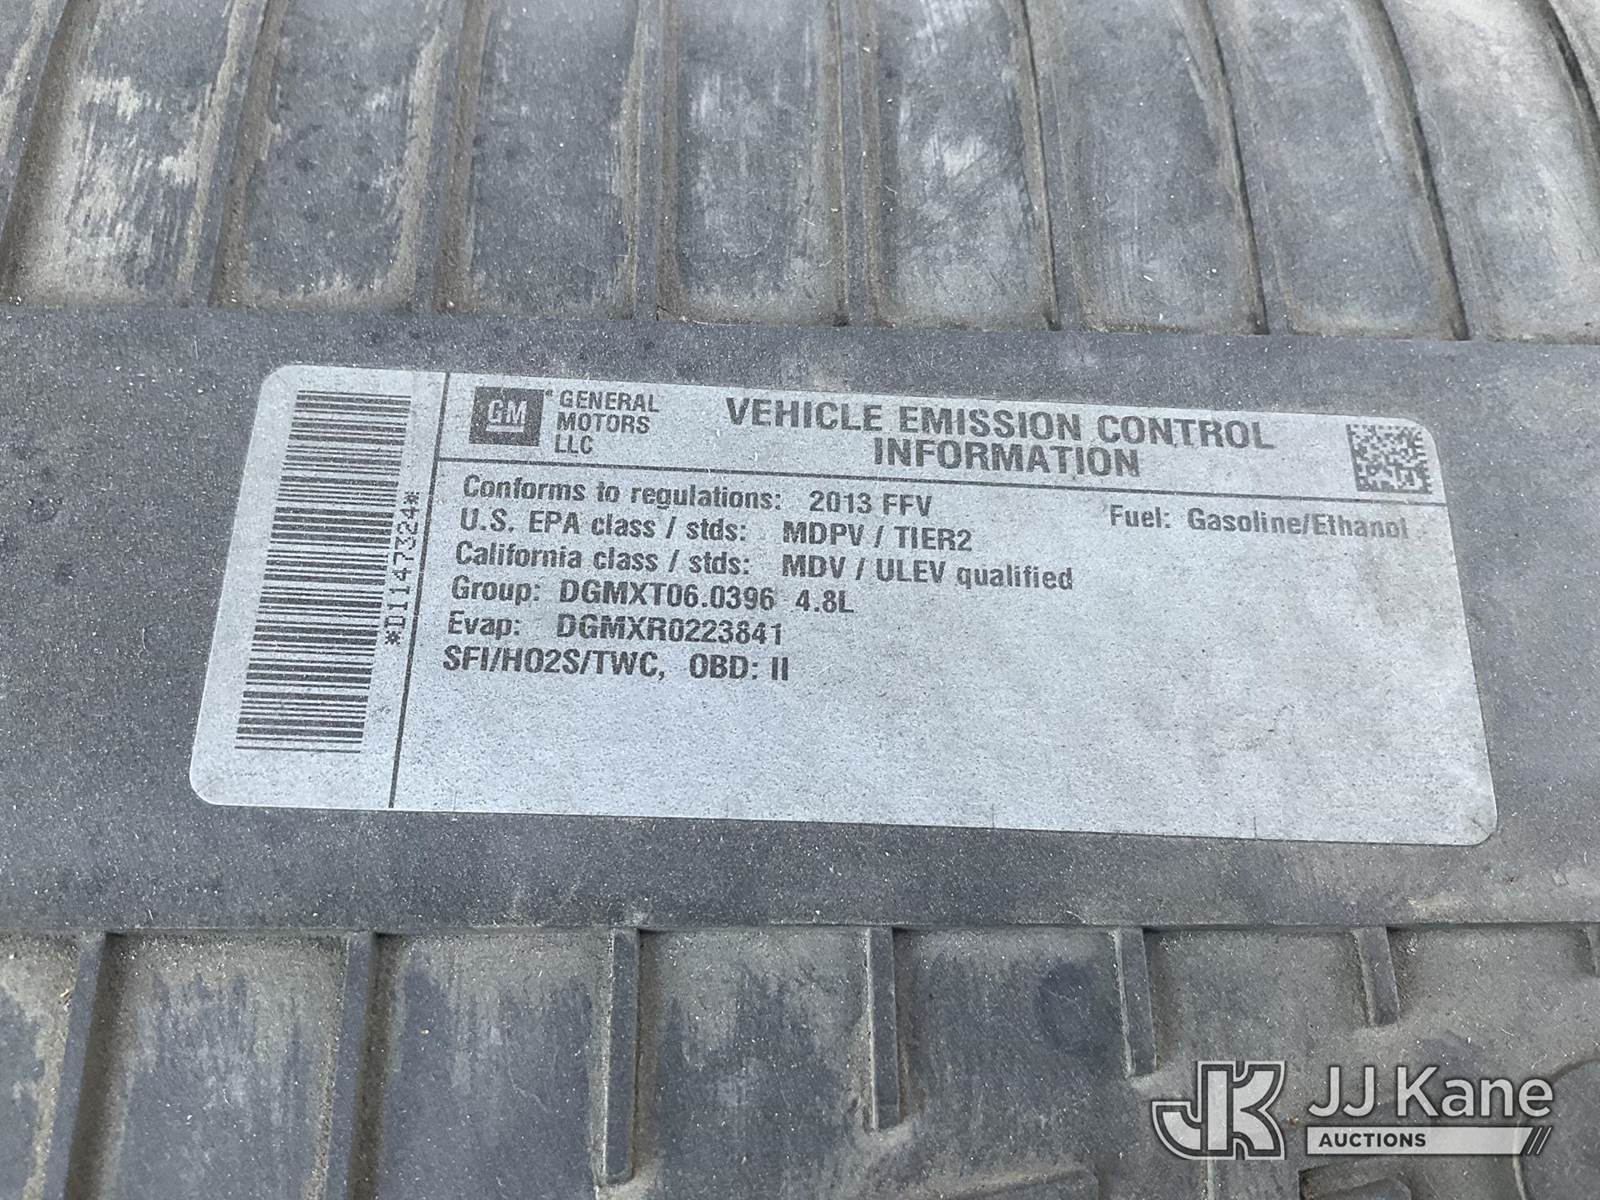 GM
GENERAL
MOTORS
LLC
VEHICLE EMISSION CONTROL
INFORMATION
Conforms to regulations: 2013 FFV
Fuel: Gasoline/Ethanol
U.S. EPA class / stds: MDPV / TIER2
California class / stds: MDV / ULEV qualified
Group: DGMXT06.0396 4.8L
Evap: DGMXR0223841
SFI/HO2S/TWC, OBD: II
*DI147324*
JK JJ Kane
AUCTIONS